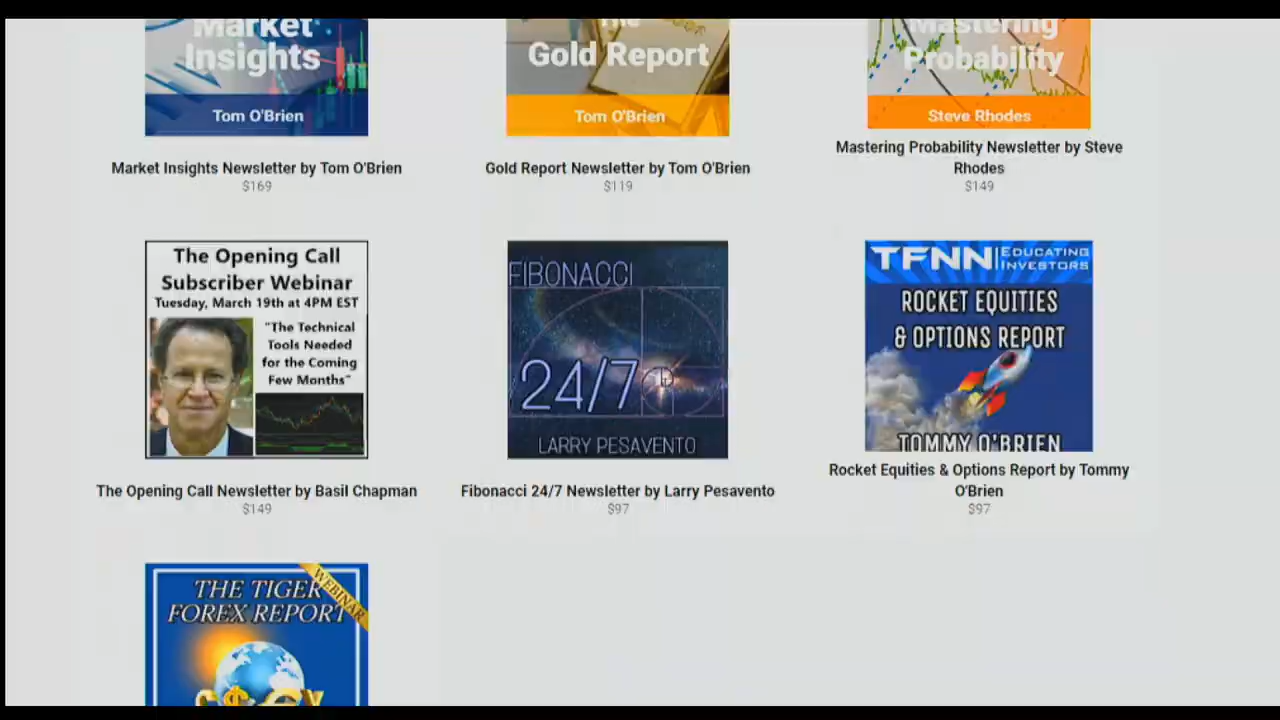 Market
Insights
Tom O'Brien
Market Insights Newsletter by Tom O'Brien
$169
The
Gold Report
Tom O'Brien
Gold Report Newsletter by Tom O'Brien
$119
Mastering
Probability
Steve Rhodes
Mastering Probability Newsletter by Steve
Rhodes
$149
The Opening Call
Subscriber Webinar
Tuesday, March 19th at 4PM EST
"The Technical
Tools Needed
for the Coming
Few Months"
The Opening Call Newsletter by Basil Chapman
$149
FIBONACCI
24/7
LARRY PESAVENTO
Fibonacci 24/7 Newsletter by Larry Pesavento
$97
TFNN EDUCATING
INVESTORS
ROCKET EQUITIES
& OPTIONS REPORT
TOMMY O'BRIEN
Rocket Equities & Options Report by Tommy
O'Brien
$97
WEBINAR
THE TIGER
FOREX REPORT